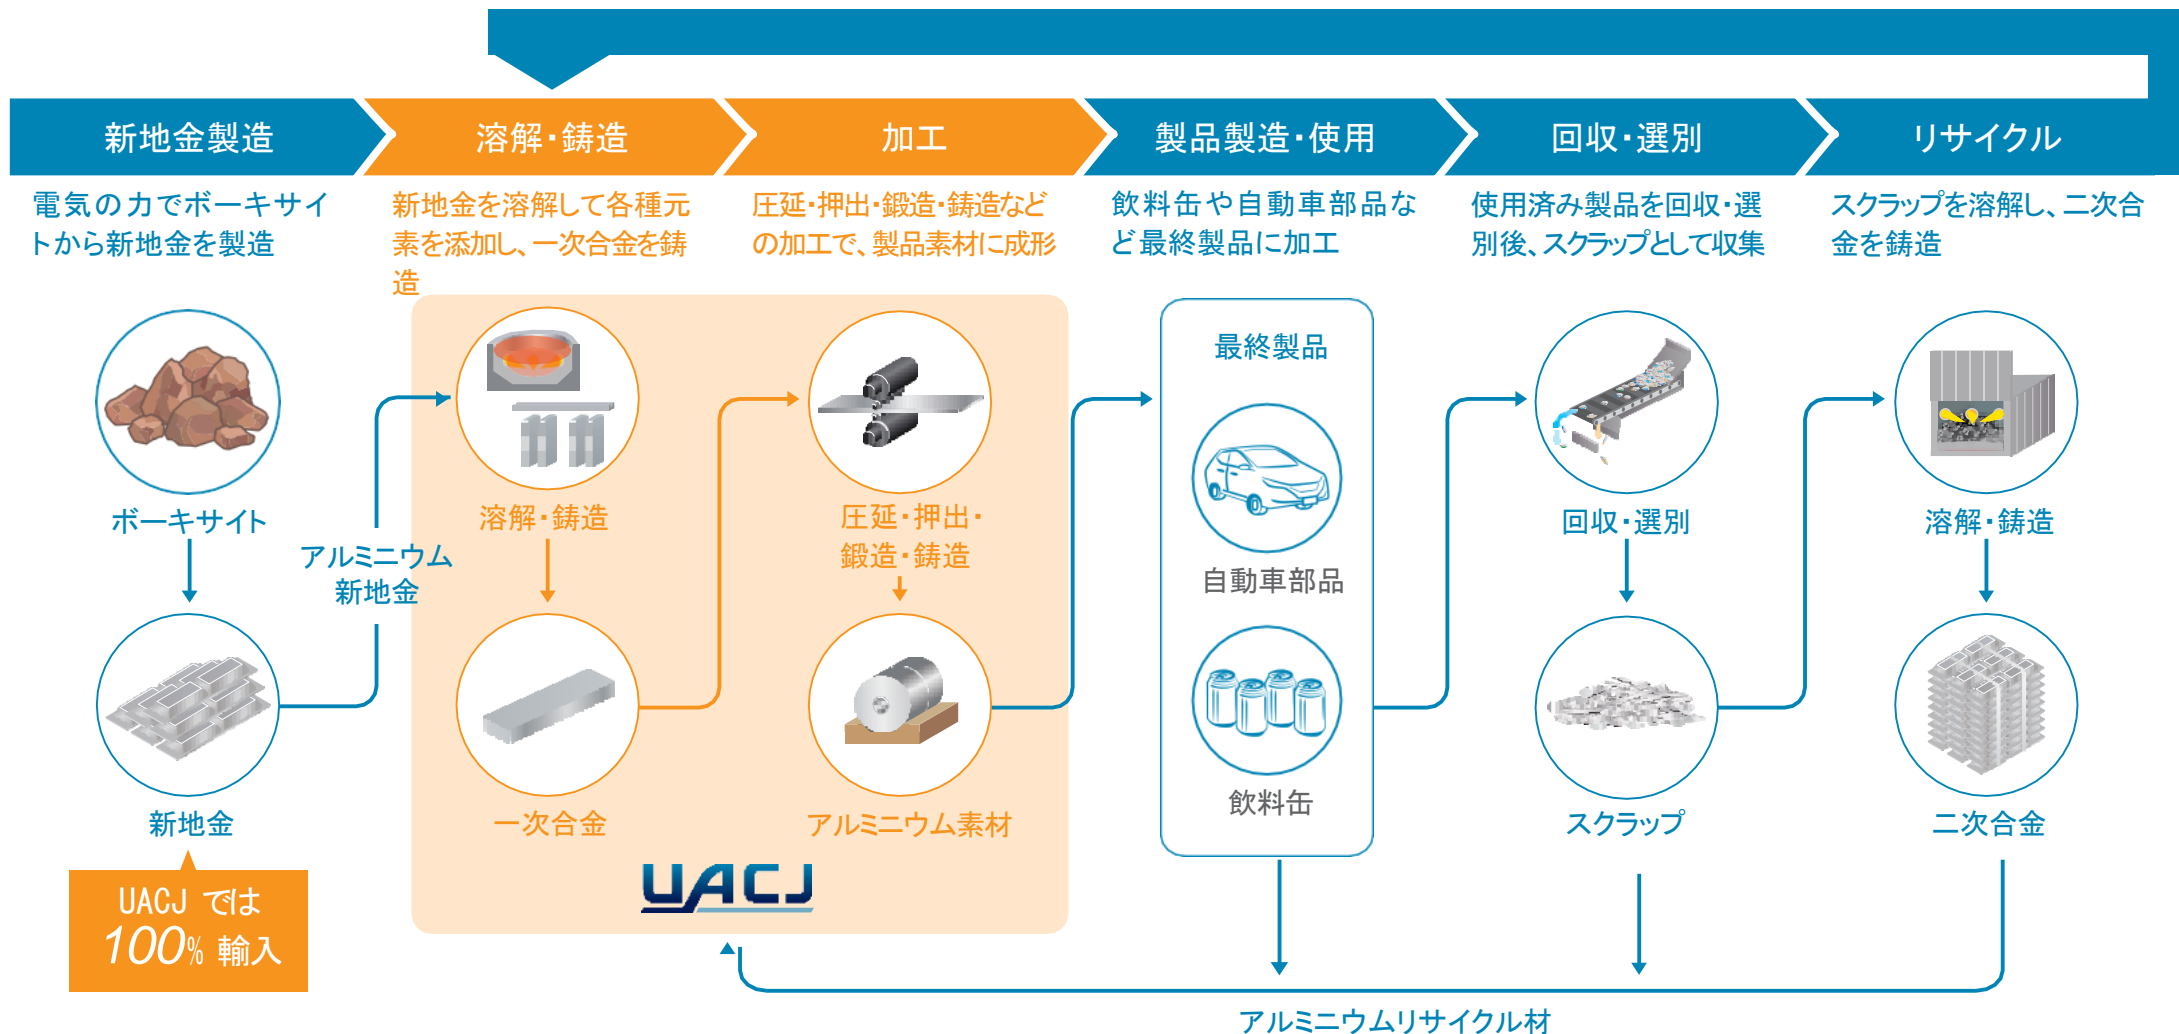 新地金製造
溶解・鋳造
加工
製品製造・使用
回収・選別
リサイクル
電気の力でボーキサイ
トから新地金を製造
新地金を溶解して各種元
素を添加し、一次合金を鋳
造
圧延・押出・鍛造・鋳造など
の加工で、製品素材に成形
飲料缶や自動車部品な
ど最終製品に加工
使用済み製品を回収・選
別後、スクラップとして収集
スクラップを溶解し、二次合
金を鋳造
ボーキサイト
新地金
UACJ では
100% 輸入
アルミニウム
新地金
溶解・鋳造
一次合金
圧延・押出・
鍛造・鋳造
アルミニウム素材
UACJ
最終製品
自動車部品
飲料缶
回収・選別
スクラップ
溶解・鋳造
二次合金
アルミニウムリサイクル材